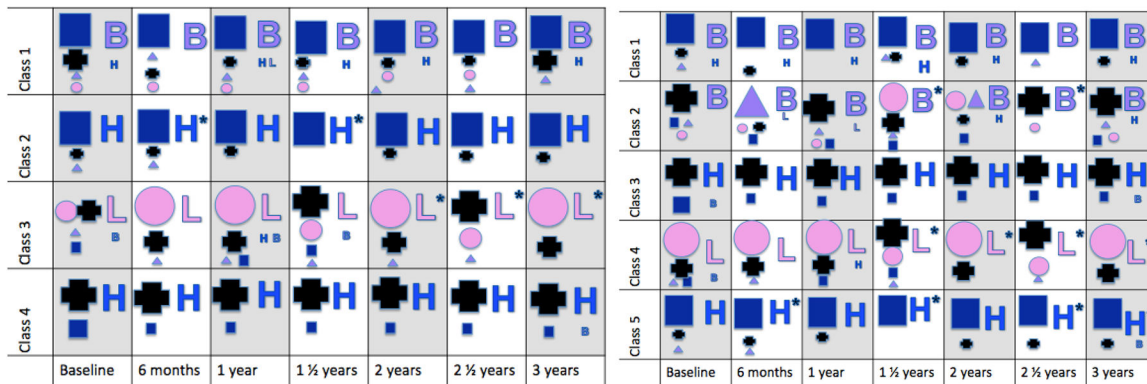 Class 1 B B B B B B B
H H L H H H H
Class 2 H H* H H* H H H
Class 3 L L L L L* L* L*
B H B B
Class 4 H H H H H H H
B
Baseline 6 months 1 year 1 ½ years 2 years 2 ½ years 3 years
Class 1 B B B B B B B
H H H H H H H
Class 2 B B B B* B B* B
L L H H
Class 3 H H H H H H H
B
Class 4 L L L L* L* L* L*
B H
Class 5 H H* H H* H H* H
B
Baseline 6 months 1 year 1 ½ years 2 years 2 ½ years 3 years